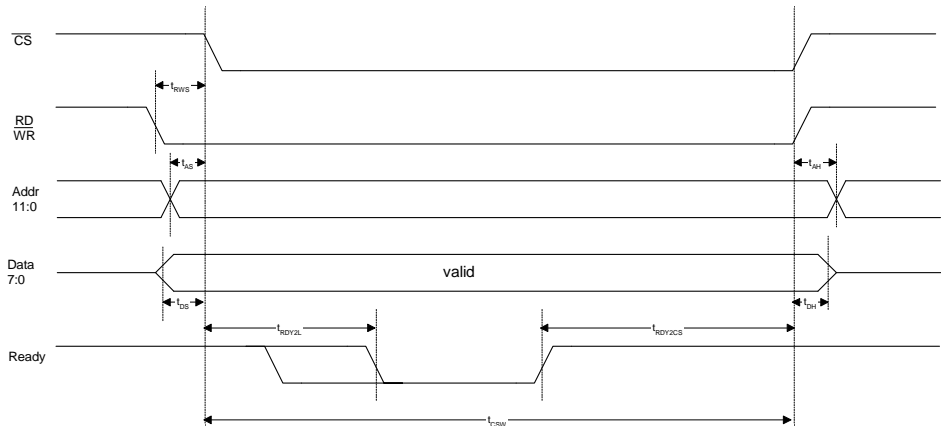 CS
tRWS
RD
WR
tAS
tAH
Addr
11:0
Data
7:0
valid
tDS
tDH
tRDY2L
tRDY2CS
Ready
tCSW